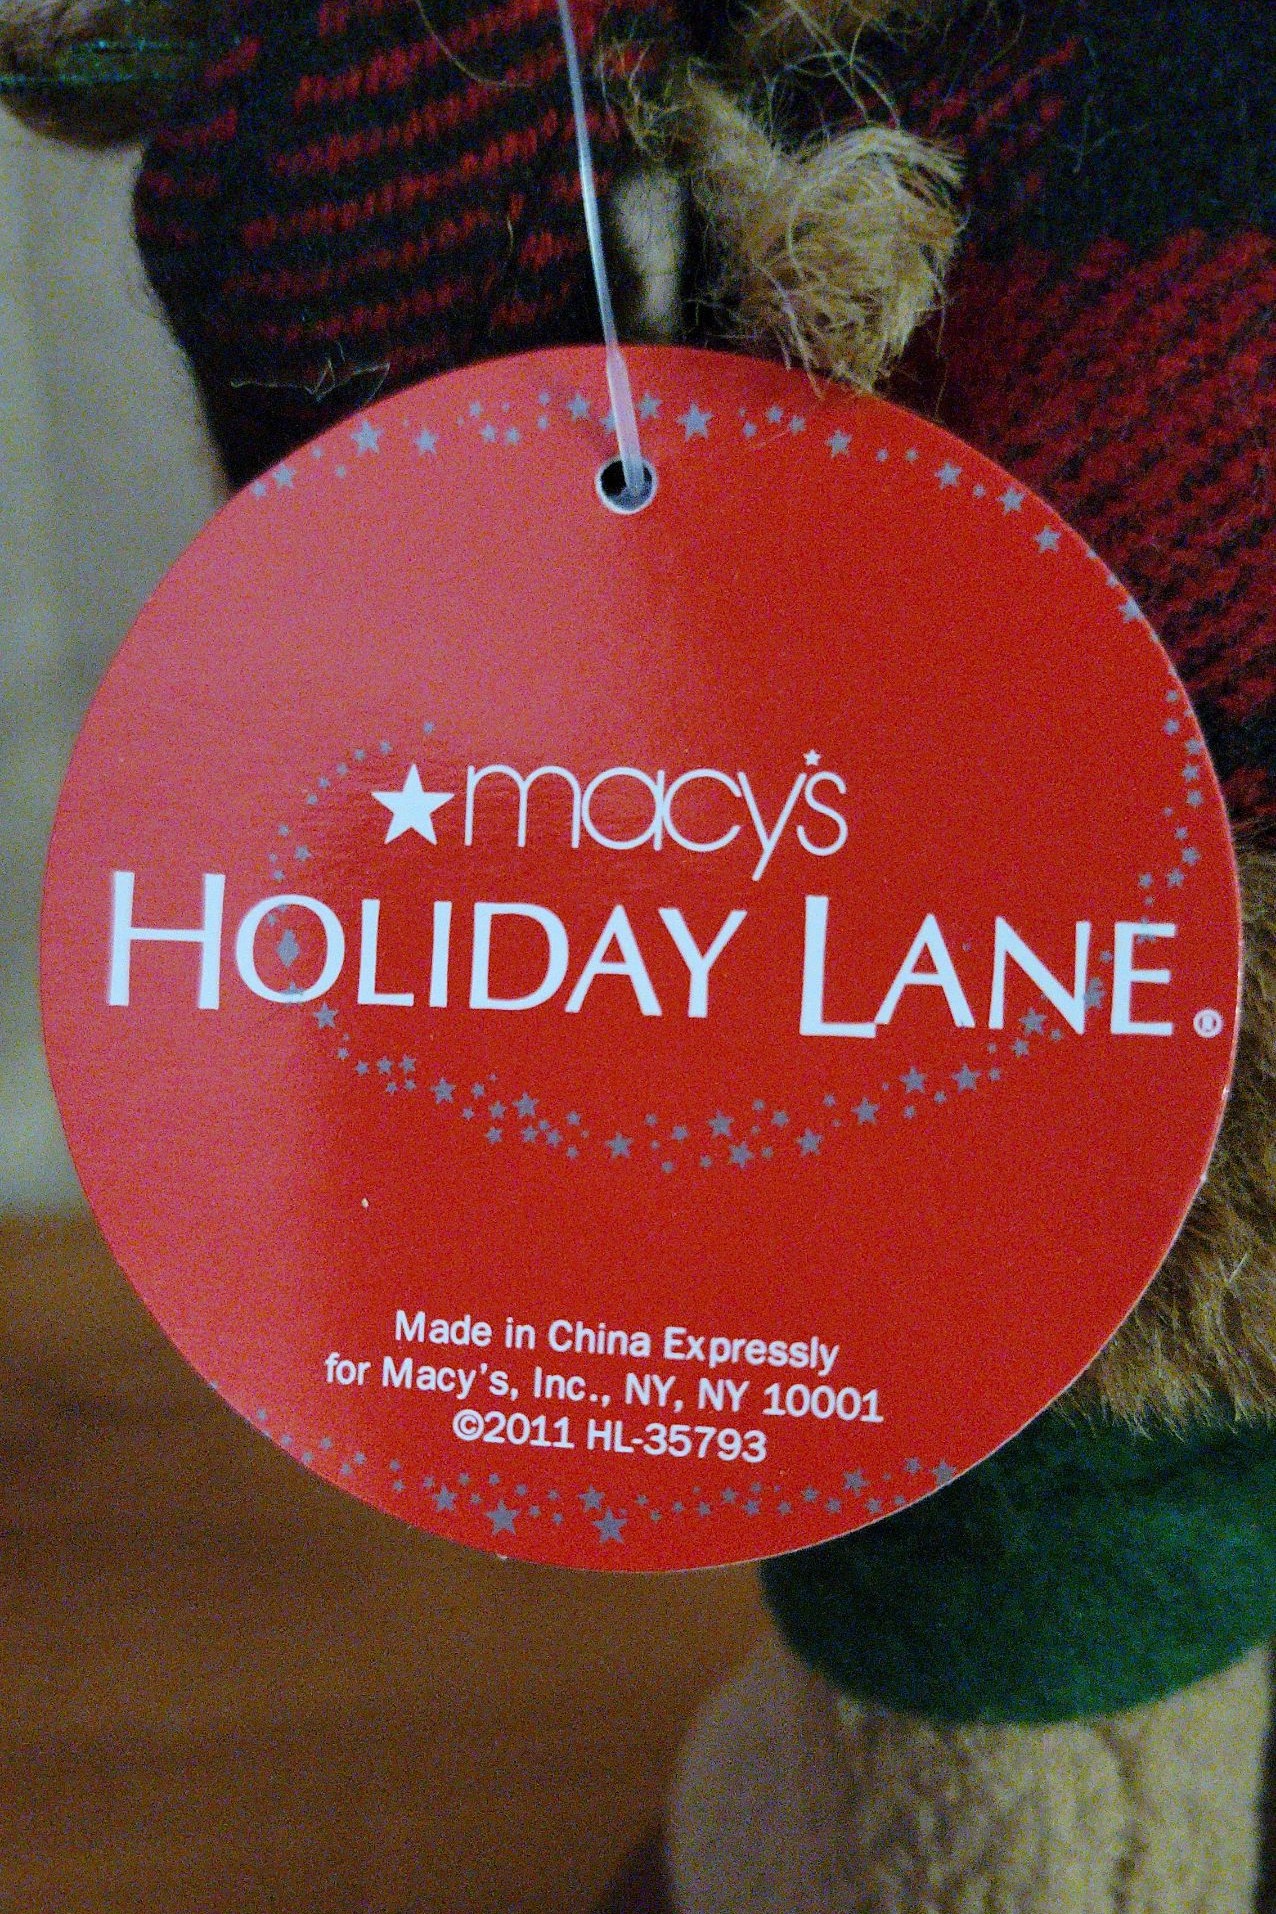 macy's
HOLIDAY LANE®
Made in China Expressly
for Macy's, Inc., NY, NY 10001
©2011 HL-35793